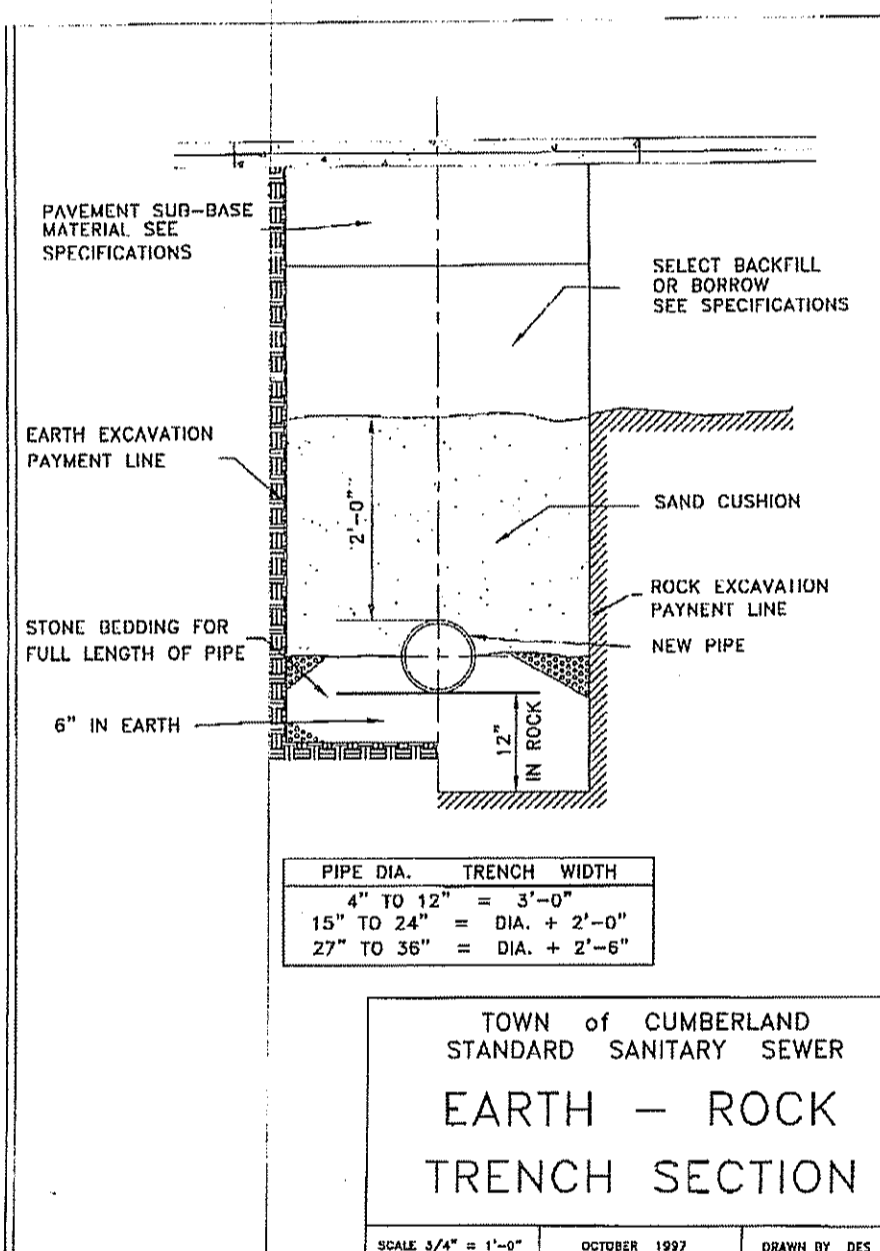 PAVEMENT SUB-BASE
MATERIAL SEE
SPECIFICATIONS
SELECT BACKFILL
OR BORROW
SEE SPECIFICATIONS
EARTH EXCAVATION
PAYMENT LINE
2'-0"
SAND CUSHION
ROCK EXCAVATION
PAYNENT LINE
STONE BEDDING FOR
FULL LENGTH OF PIPE
NEW PIPE
6" IN EARTH
12"
IN ROCK
PIPE DIA. TRENCH WIDTH
4" TO 12" = 3'-0"
15" TO 24" = DIA. + 2'-0"
27" TO 36" = DIA. + 2'-6"
TOWN of CUMBERLAND
STANDARD SANITARY SEWER
EARTH - ROCK
TRENCH SECTION
SCALE 3/4" = 1'-0" OCTOBER 1997 DRAWN BY DES